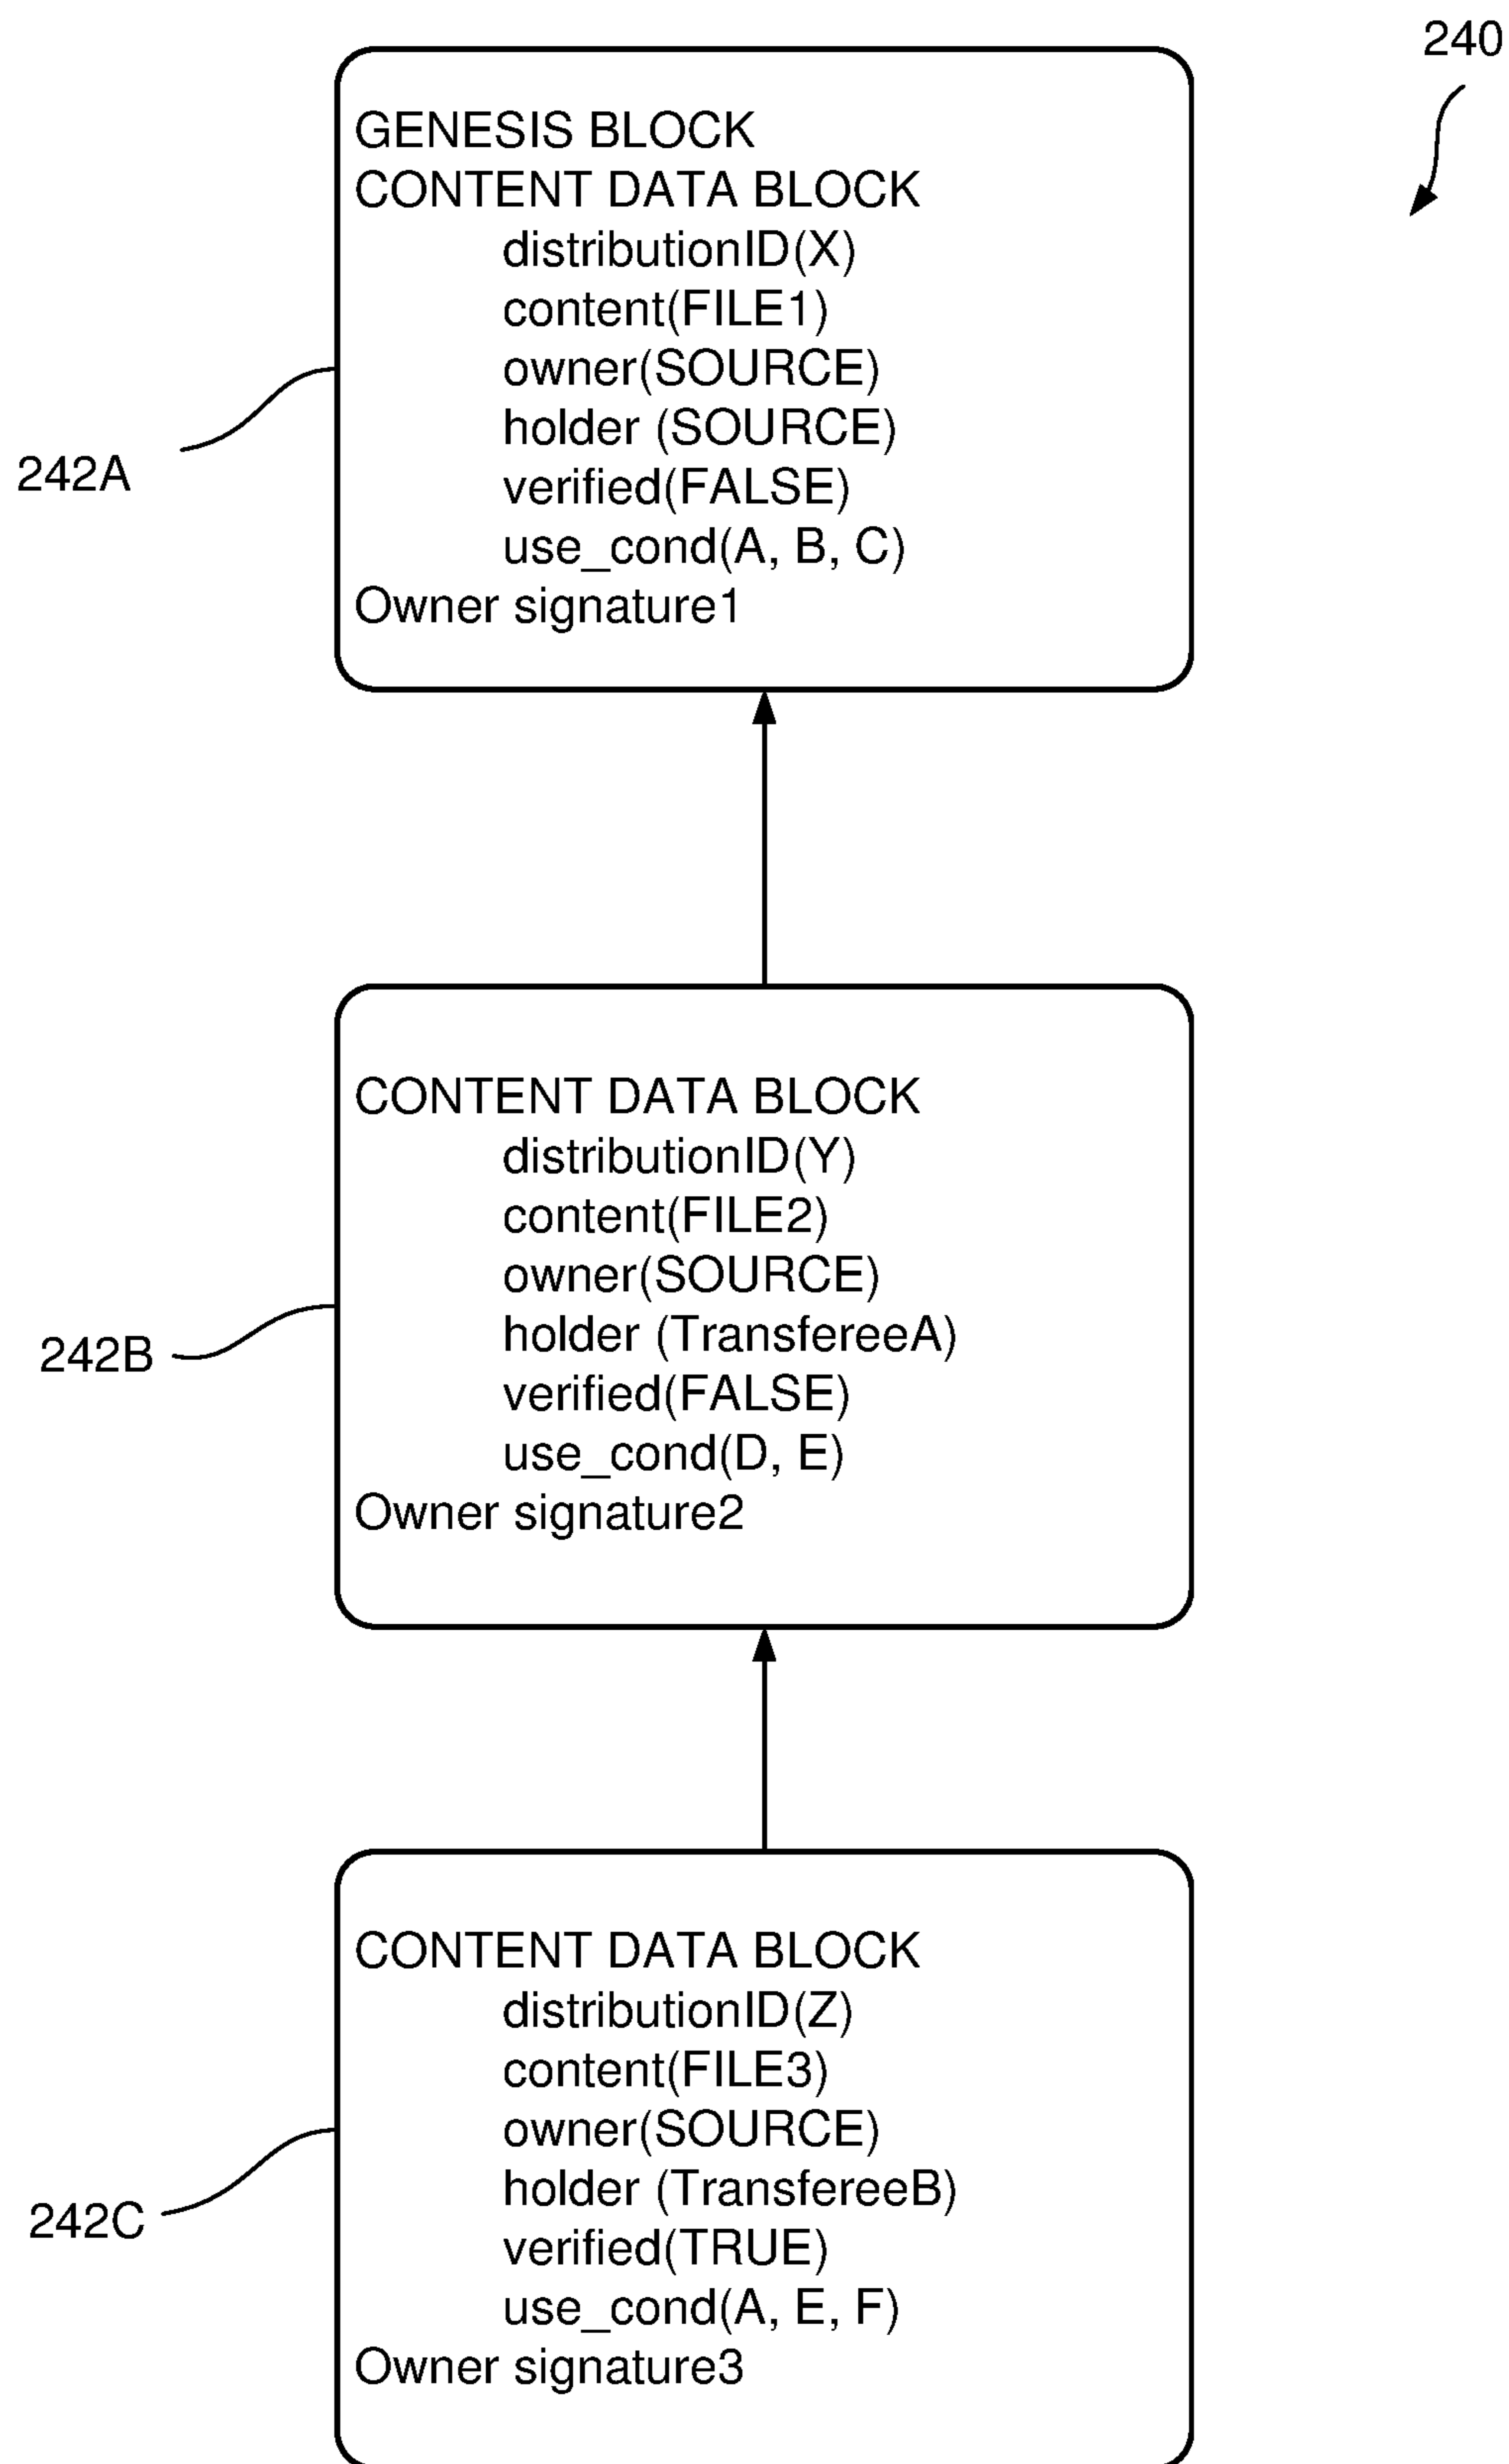 240
GENESIS BLOCK
CONTENT DATA BLOCK
distributionID(X)
content(FILE1)
owner(SOURCE)
holder (SOURCE)
verified(FALSE)
use_cond(A, B, C)
Owner signature1
242A
CONTENT DATA BLOCK
distributionID(Y)
content(FILE2)
owner(SOURCE)
holder (TransfereeA)
verified(FALSE)
use_cond(D, E)
Owner signature2
242B
CONTENT DATA BLOCK
distributionID(Z)
content(FILE3)
owner(SOURCE)
holder (TransfereeB)
verified(TRUE)
use_cond(A, E, F)
Owner signature3
242C